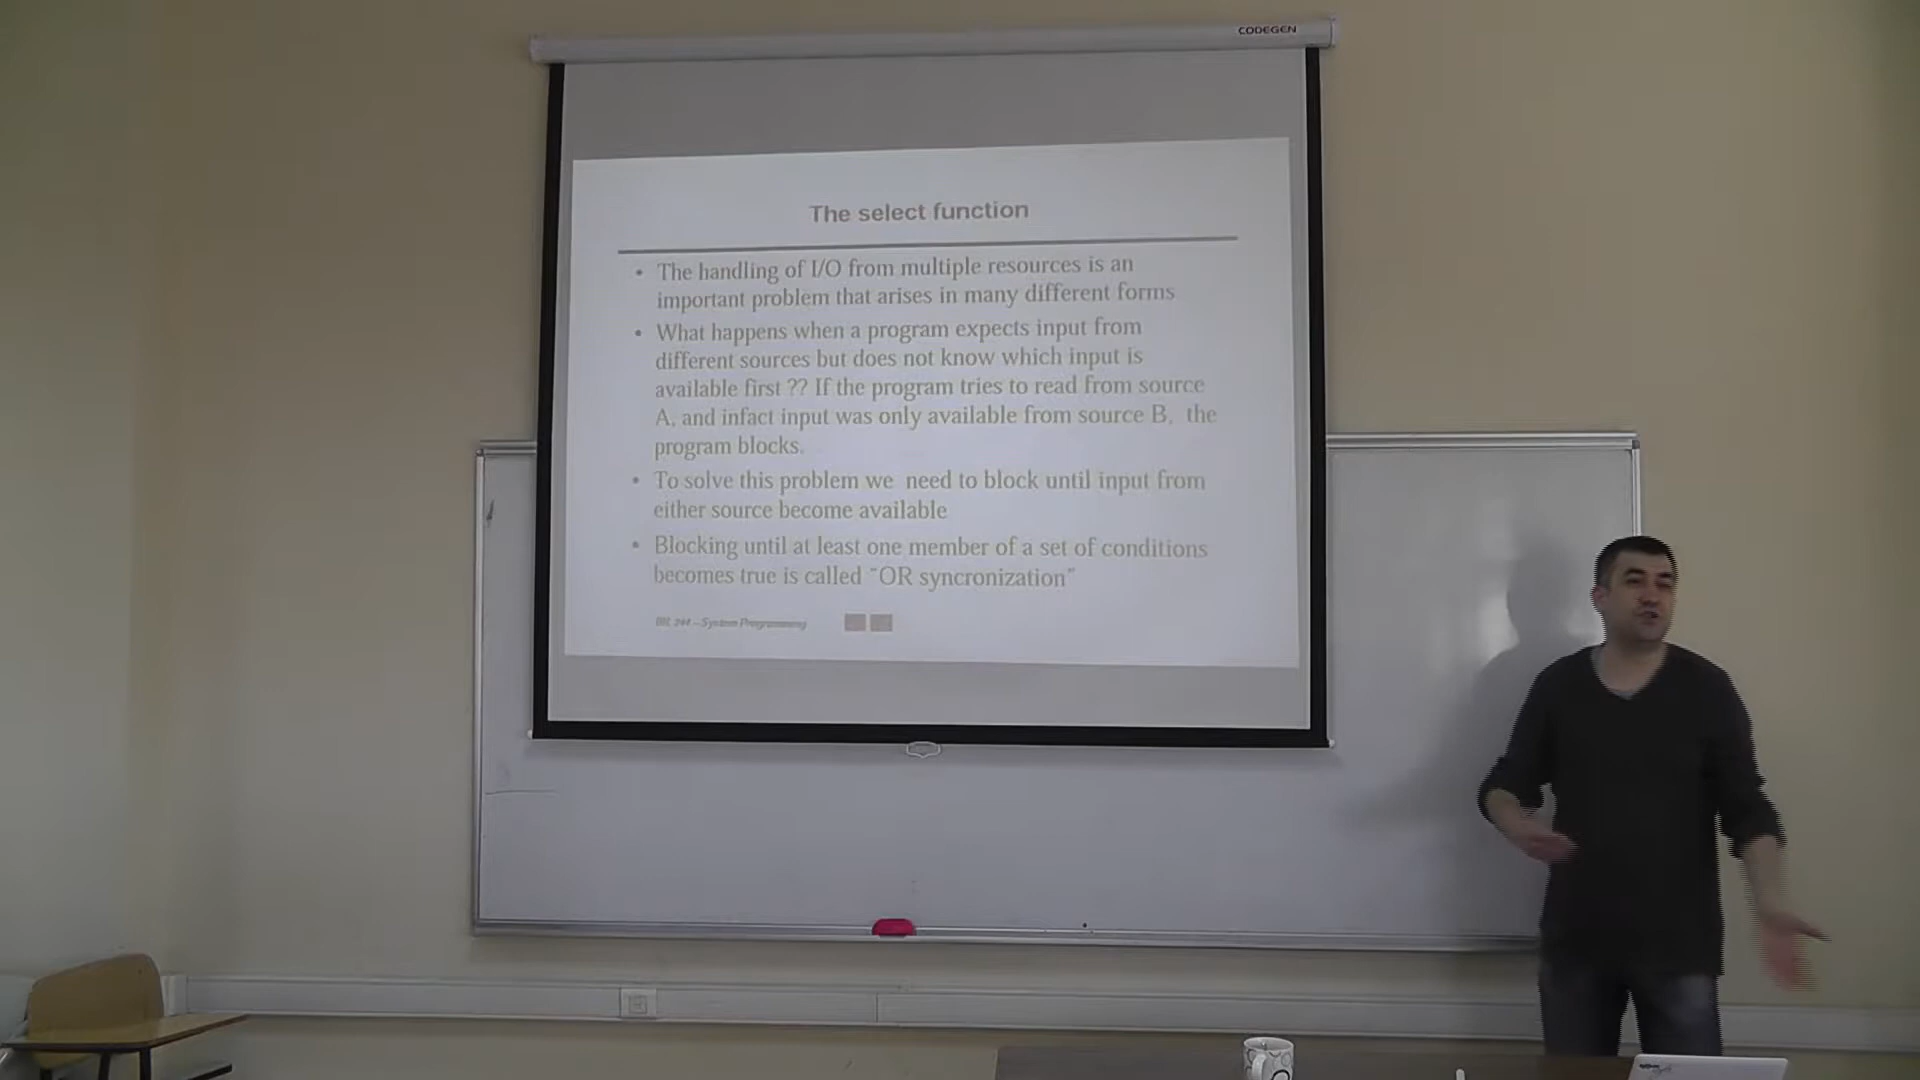 CODEGEN
The select function
• The handling of I/O from multiple resources is an
important problem that arises in many different forms
• What happens when a program expects input from
different sources but does not know which input is
available first ?? If the program tries to read from source
A, and infact input was only available from source B, the
program blocks.
• To solve this problem we need to block until input from
either source become available
• Blocking until at least one member of a set of conditions
becomes true is called "OR syncronization"
BIL 244 – System Programming